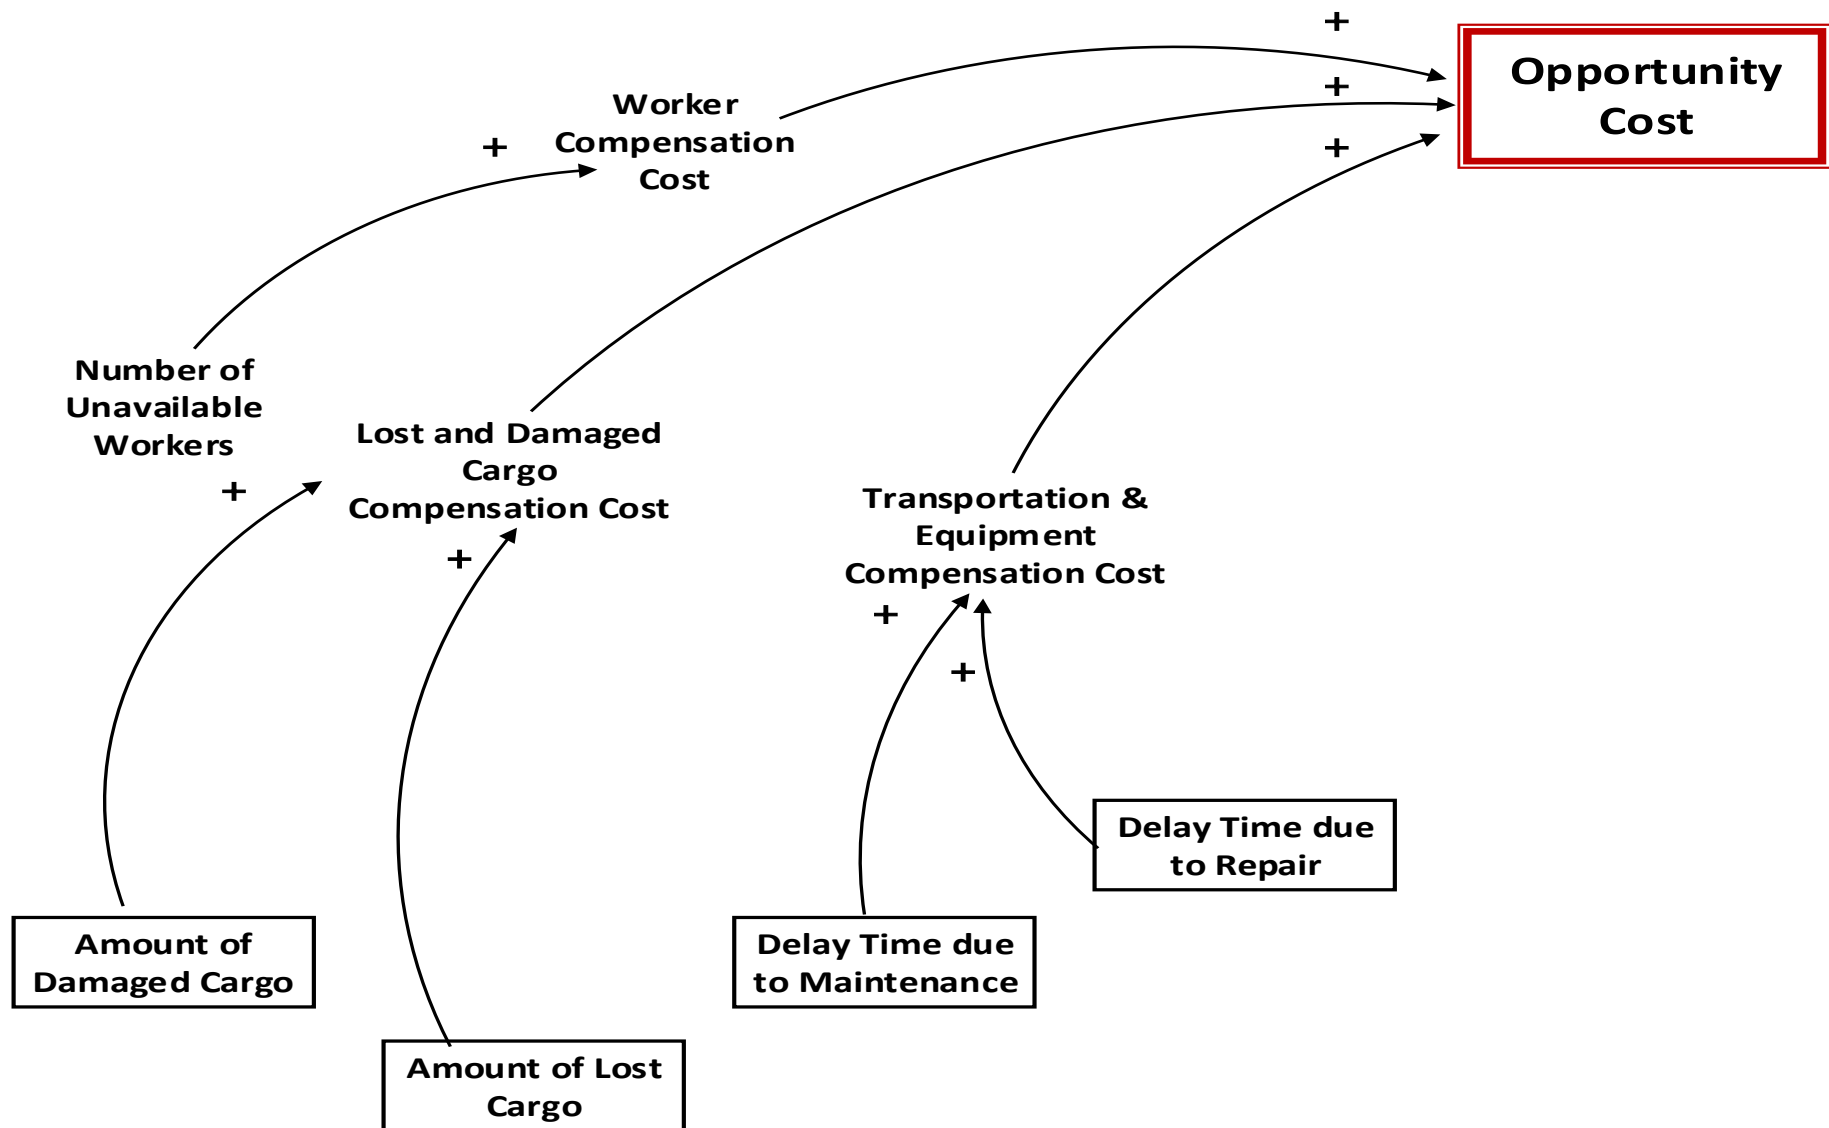 +
Opportunity
Cost
+
Worker
Compensation
Cost
+
+
Number of
Unavailable
Workers
Lost and Damaged
Cargo
Compensation Cost
+
Transportation &
Equipment
Compensation Cost
+
+
+
Delay Time due
to Repair
Amount of
Damaged Cargo
Delay Time due
to Maintenance
Amount of Lost
Cargo